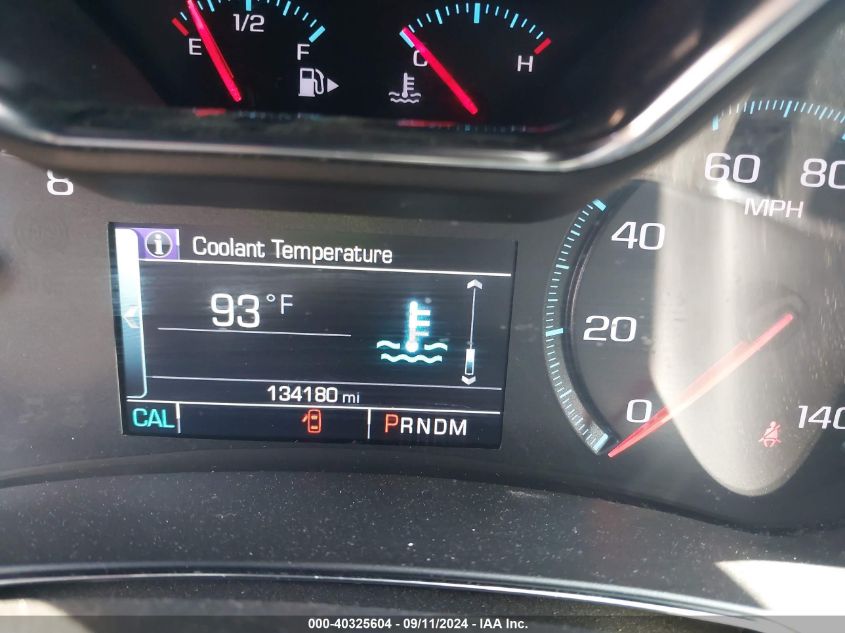 1/2
E F
C H
8
60 80
MPH
40
20
0
140
Coolant Temperature
93 °F
134180 mi
CAL PRNDM
000-40325604 - 09/11/2024 - IAA Inc.